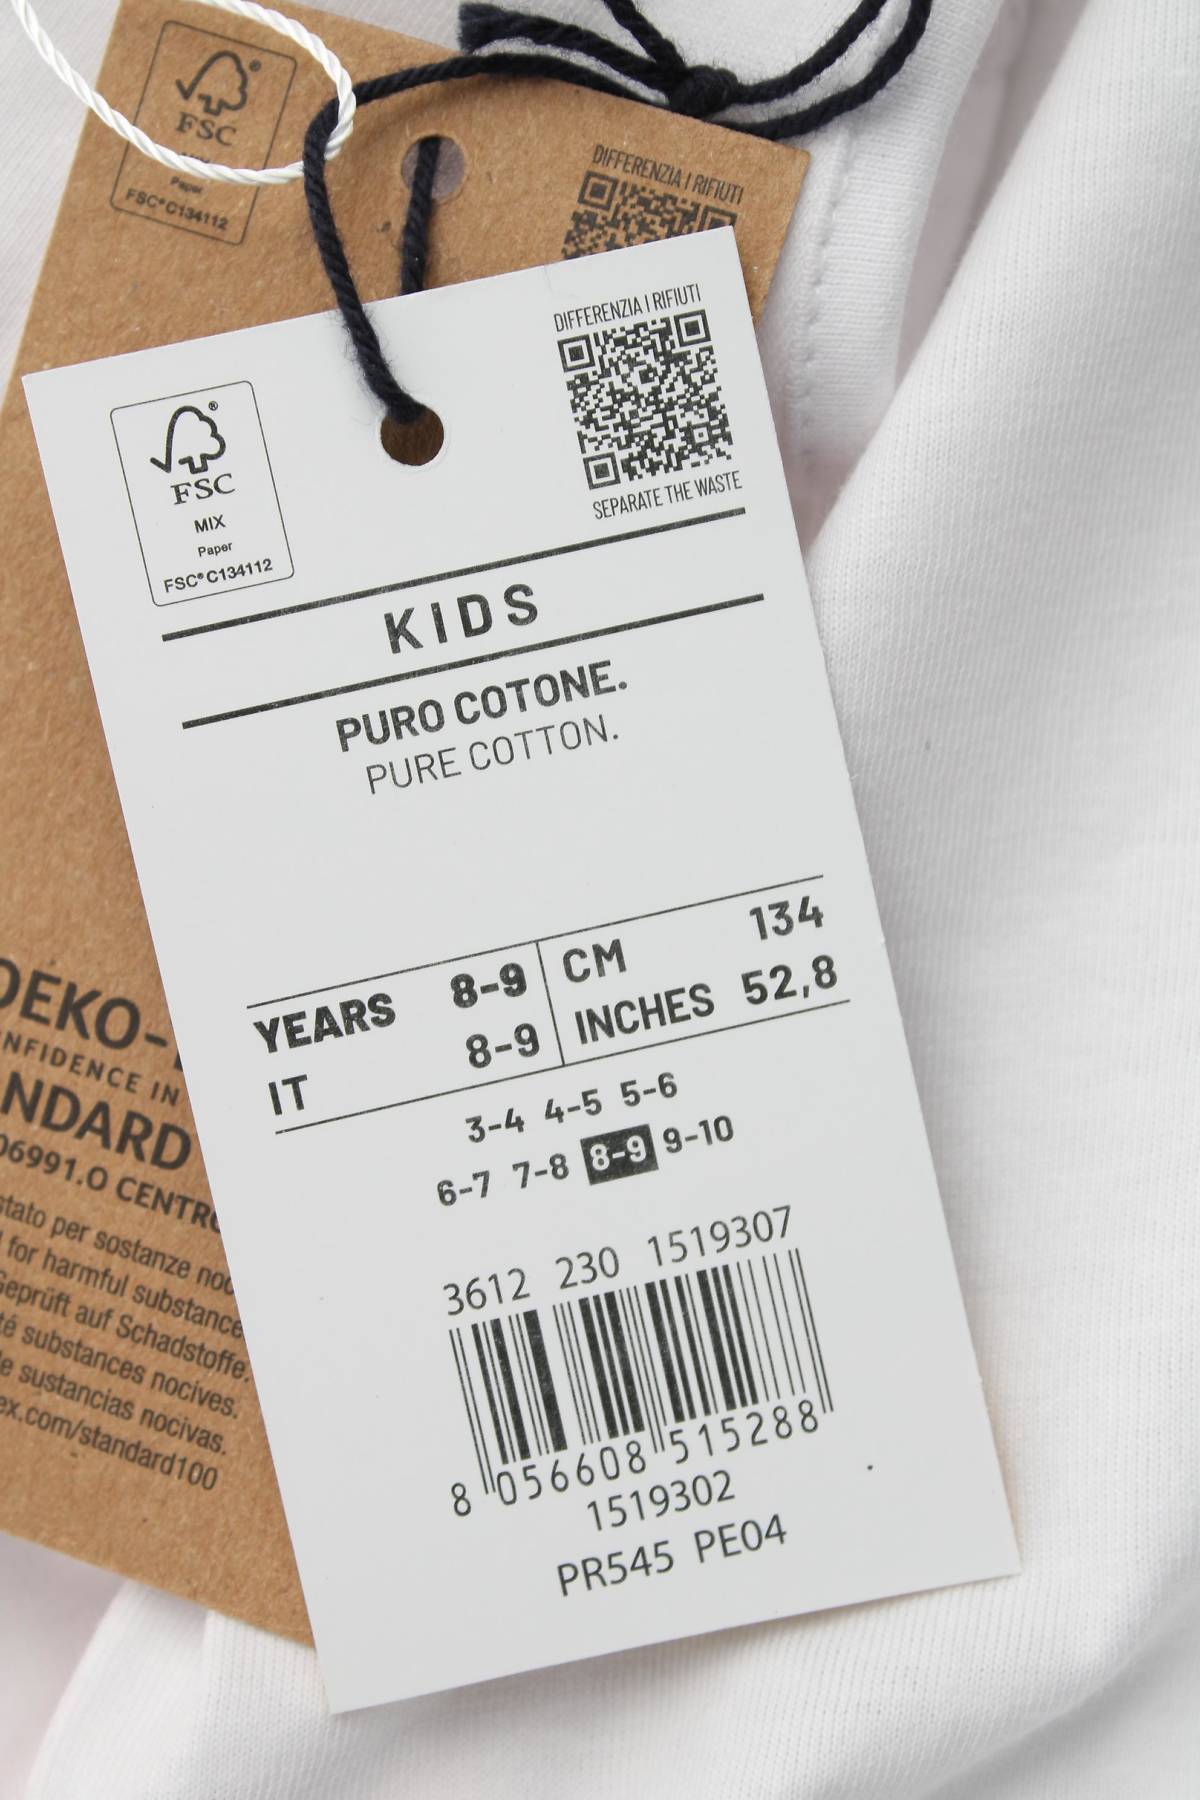 FSC
Paper
FSC® C134112
DIFFERENZIA I RIFIUTI
DIFFERENZIA I RIFIUTI
SEPARATE THE WASTE
FSC®
MIX
Paper
FSC® C134112
KIDS
PURO COTONE.
PURE COTTON.
YEARS 8-9 CM 134
IT 8-9 INCHES 52,8
3-4 4-5 5-6
6-7 7-8 8-9 9-10
3612 230 1519307
8 056608 515288
1519302
PR545 PE04
OEKO-
NFIDENCE IN
NDARD
06991.O CENTRO
stato per sostanze noc
for harmful substance
Geprüft auf Schadstoffe.
té substances nocives.
e sustancias nocivas.
ex.com/standard100